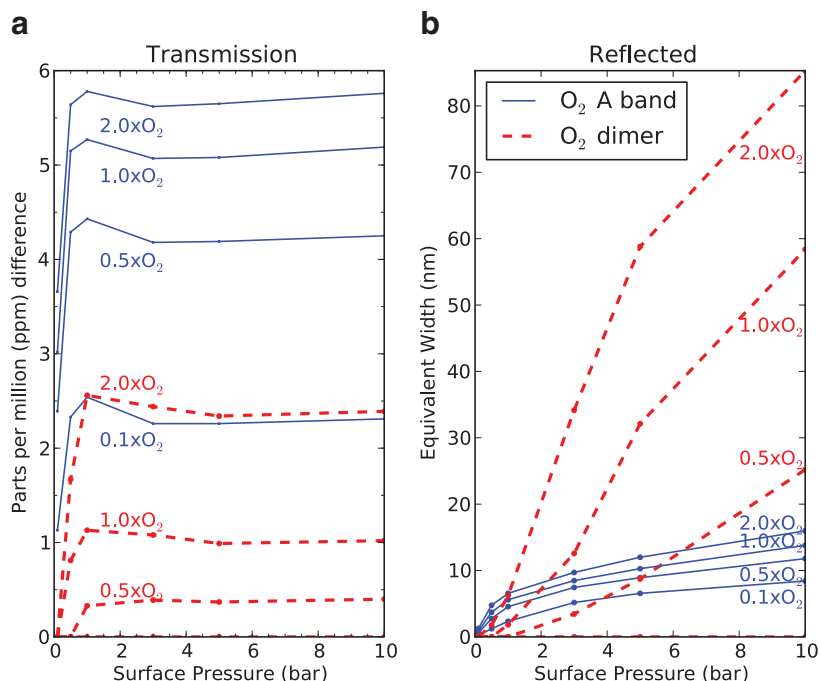 a
Transmission
Parts per million (ppm) difference
6
5
4
3
2
1
0
2.0xO₂
1.0xO₂
0.5xO₂
2.0xO₂
0.1xO₂
1.0xO₂
0.5xO₂
0 2 4 6 8 10
Surface Pressure (bar)
b
Reflected
O₂ A band
O₂ dimer
Equivalent Width (nm)
80
70
60
50
40
30
20
10
0
2.0xO₂
1.0xO₂
0.5xO₂
2.0xO₂
1.0xO₂
0.5xO₂
0.1xO₂
0 2 4 6 8 10
Surface Pressure (bar)